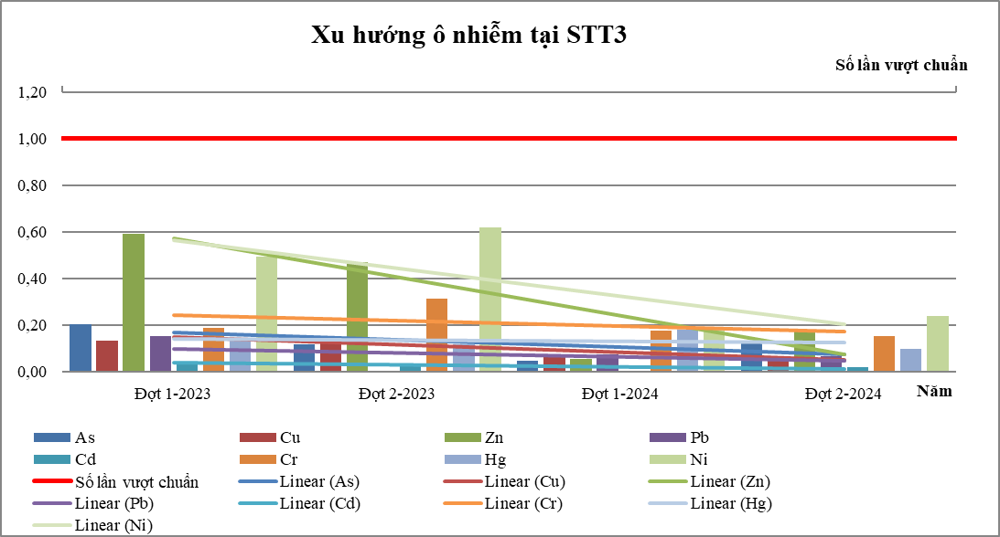 Xu hướng ô nhiễm tại STT3
Số lần vượt chuẩn
1,20
1,00
0,80
0,60
0,40
0,20
0,00
Đợt 1-2023 Đợt 2-2023 Đợt 1-2024 Đợt 2-2024 Năm
As Cu Zn Pb
Cd Cr Hg Ni
Số lần vượt chuẩn Linear (As) Linear (Cu) Linear (Zn)
Linear (Pb) Linear (Cd) Linear (Cr) Linear (Hg)
Linear (Ni)